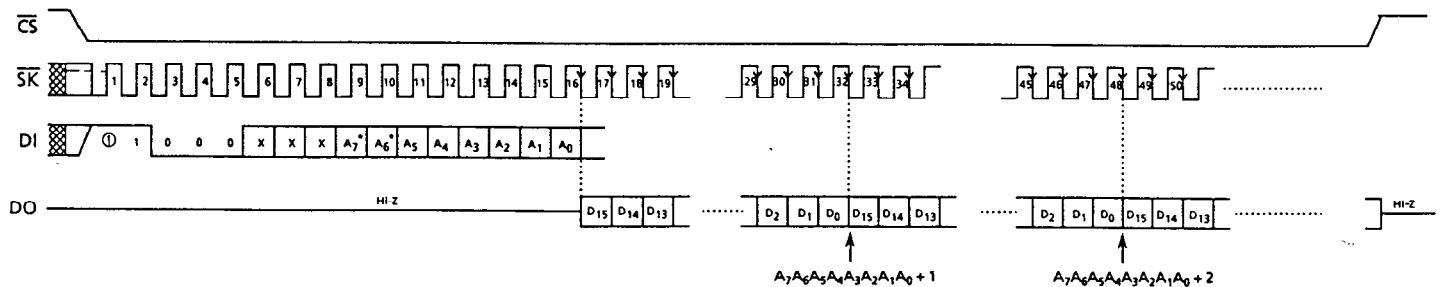 CS
SK 1 2 3 4 5 6 7 8 9 10 11 12 13 14 15 16 17 18 19 29 30 31 32 33 34 45 46 47 48 49 50
DI ① 1 0 0 0 X X X A7* A6* A5 A4 A3 A2 A1 A0
DO HI-Z D15 D14 D13 D2 D1 D0 D15 D14 D13 D2 D1 D0 D15 D14 D13 HI-Z
A7A6A5A4A3A2A1A0 + 1 A7A6A5A4A3A2A1A0 + 2